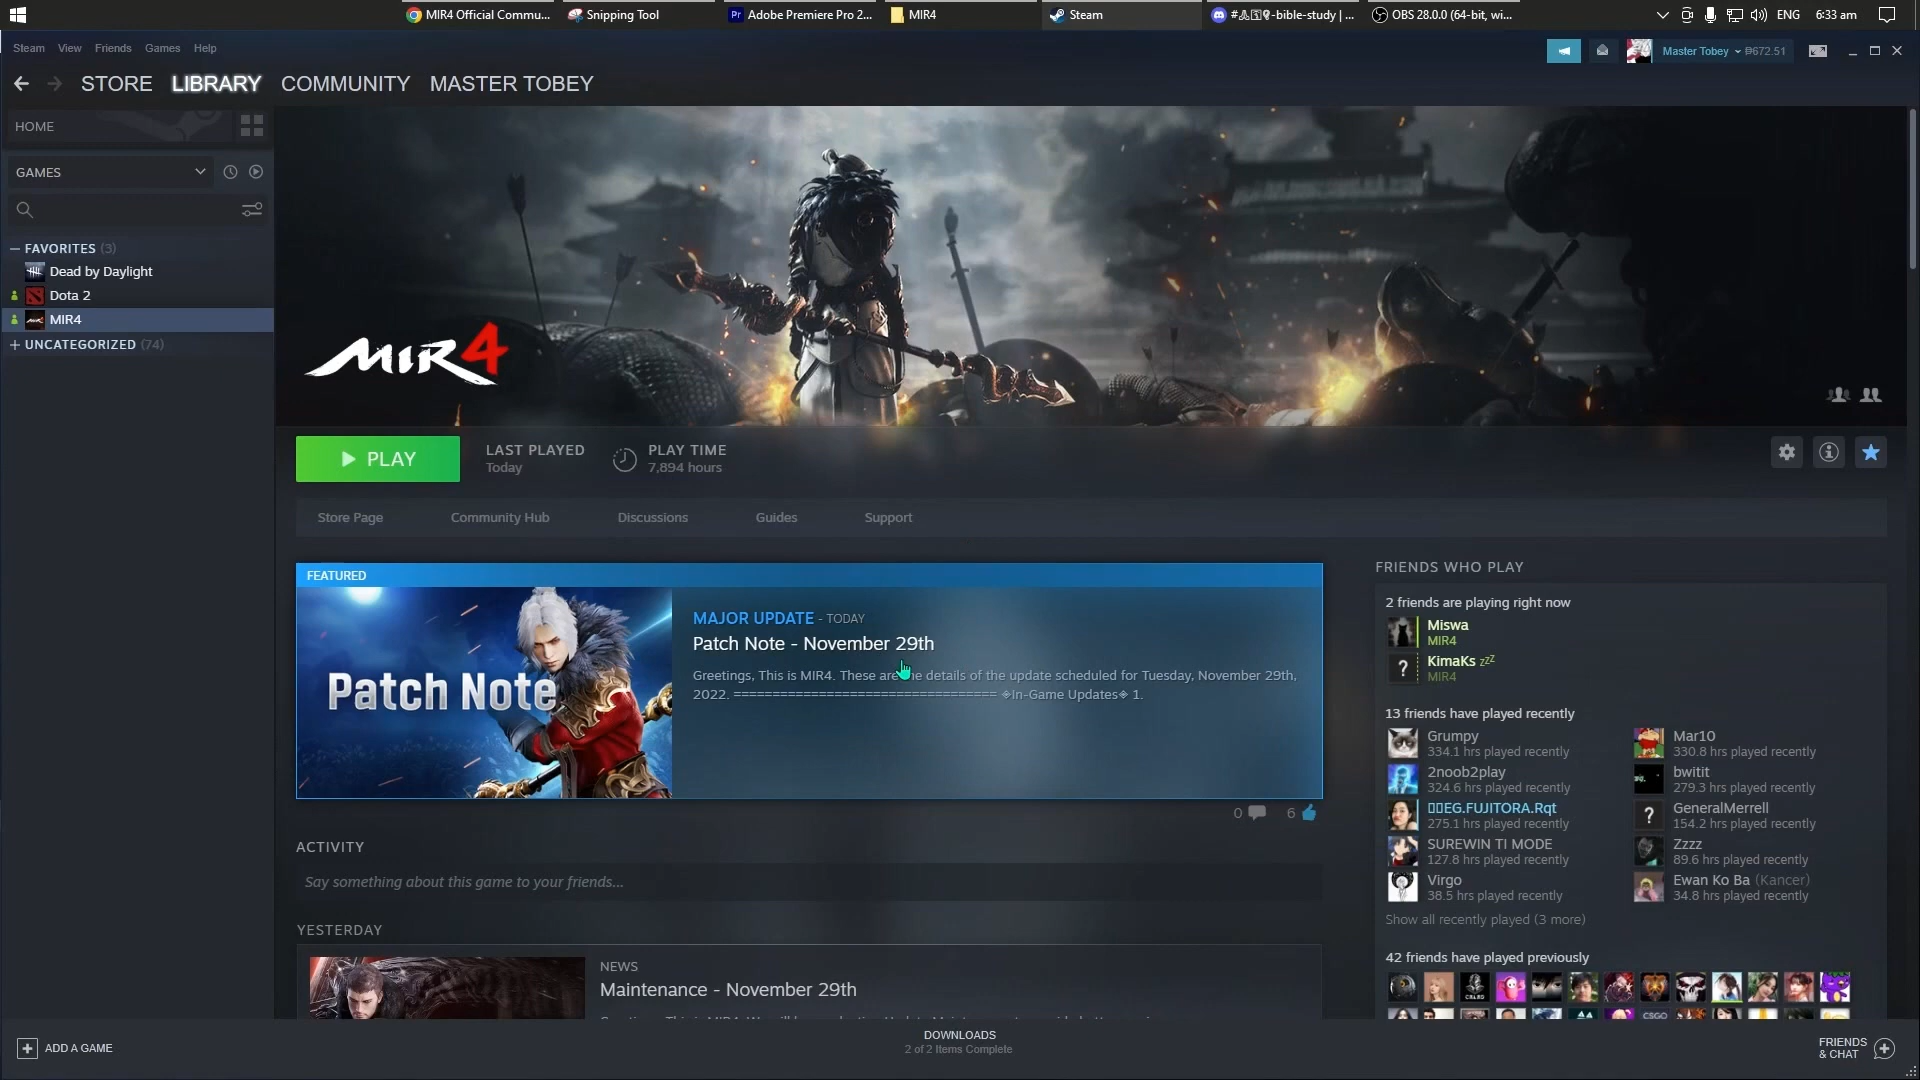 MIR4 Official Commu...
Snipping Tool
Adobe Premiere Pro 2...
MIR4
Steam
-bible-study | ...
OBS 28.0.0 (64-bit, wi...
ENG
6:33 am
Steam
View
Friends
Games
Help
Master Tobey
₱672.51
STORE
LIBRARY
COMMUNITY
MASTER TOBEY
HOME
GAMES
— FAVORITES (3)
Dead by Daylight
Dota 2
MIR4
+ UNCATEGORIZED (74)
MIR4
PLAY
LAST PLAYED
Today
PLAY TIME
7,894 hours
Store Page
Community Hub
Discussions
Guides
Support
FEATURED
Patch Note
MAJOR UPDATE - TODAY
Patch Note - November 29th
Greetings, This is MIR4. These are the details of the update scheduled for Tuesday, November 29th,
2022. ================================== ◈In-Game Updates◈ 1.
0
6
ACTIVITY
Say something about this game to your friends...
YESTERDAY
NEWS
Maintenance - November 29th
FRIENDS WHO PLAY
2 friends are playing right now
Miswa
MIR4
KimaKs zzZ
MIR4
13 friends have played recently
Grumpy
334.1 hrs played recently
Mar10
330.8 hrs played recently
2noob2play
324.6 hrs played recently
bwitit
279.3 hrs played recently
EG.FUJITORA.Rqt
275.1 hrs played recently
GeneralMerrell
154.2 hrs played recently
SUREWIN TI MODE
127.8 hrs played recently
Zzzz
89.6 hrs played recently
Virgo
38.5 hrs played recently
Ewan Ko Ba (Kancer)
34.8 hrs played recently
Show all recently played (3 more)
42 friends have played previously
CSGO
ADD A GAME
DOWNLOADS
2 of 2 Items Complete
FRIENDS
& CHAT